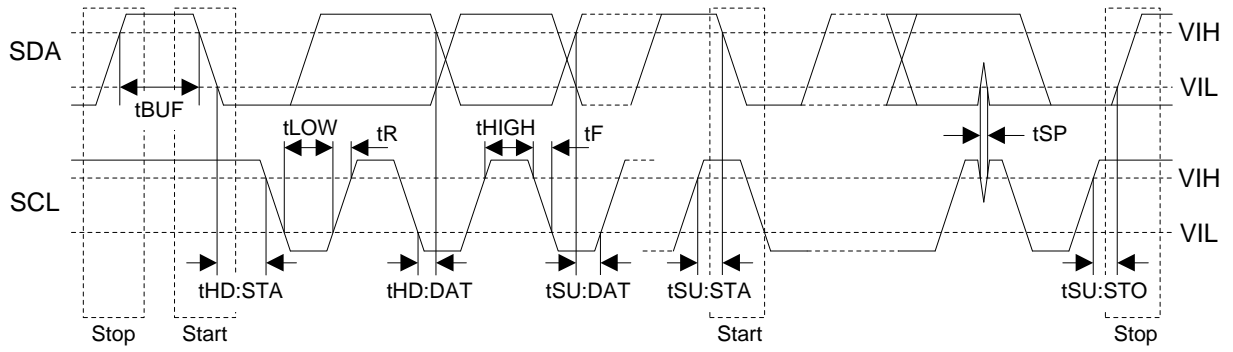 SDA
VIH
VIL
tBUF
tLOW
tR
tHIGH
tF
tSP
SCL
VIH
VIL
tHD:STA
tHD:DAT
tSU:DAT
tSU:STA
tSU:STO
Stop
Start
Start
Stop